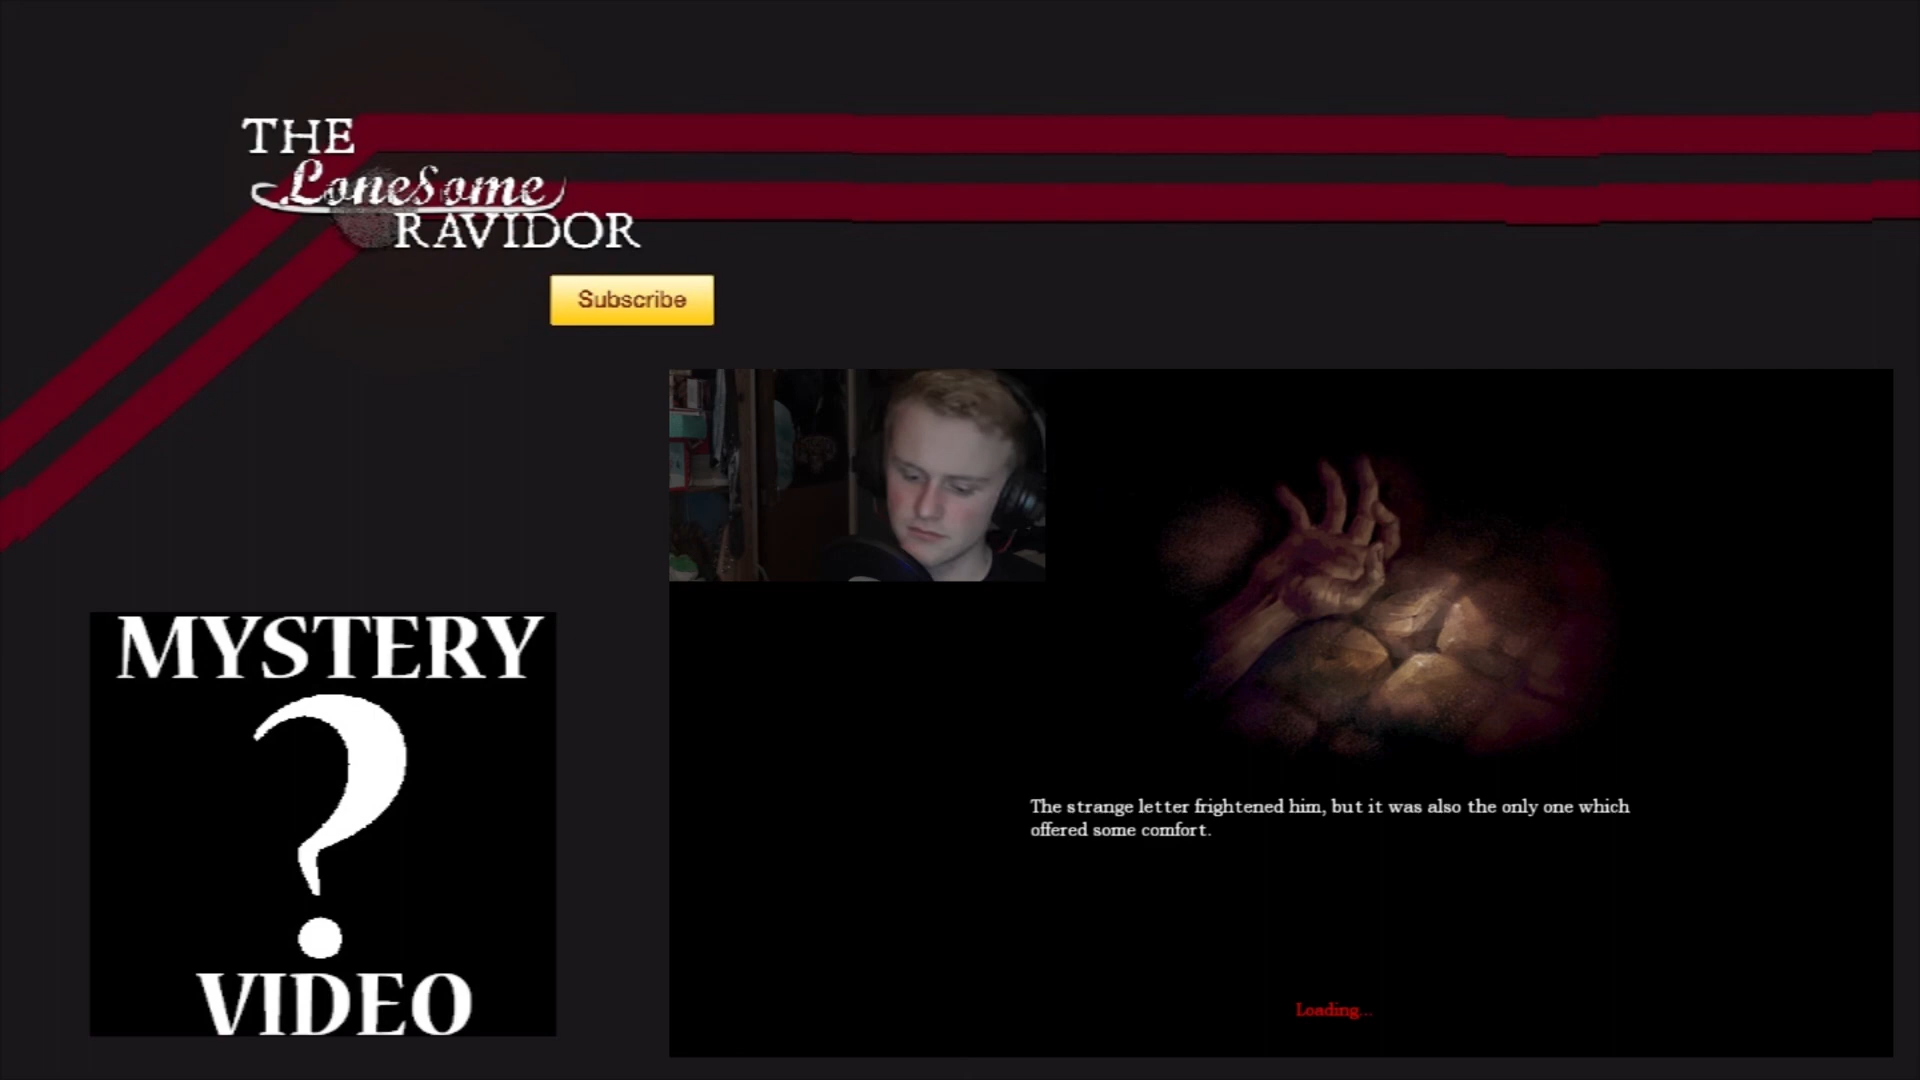 THE
LoneSome
RAVIDOR
Subscribe
MYSTERY
?
VIDEO
The strange letter frightened him, but it was also the only one which
offered some comfort.
Loading...